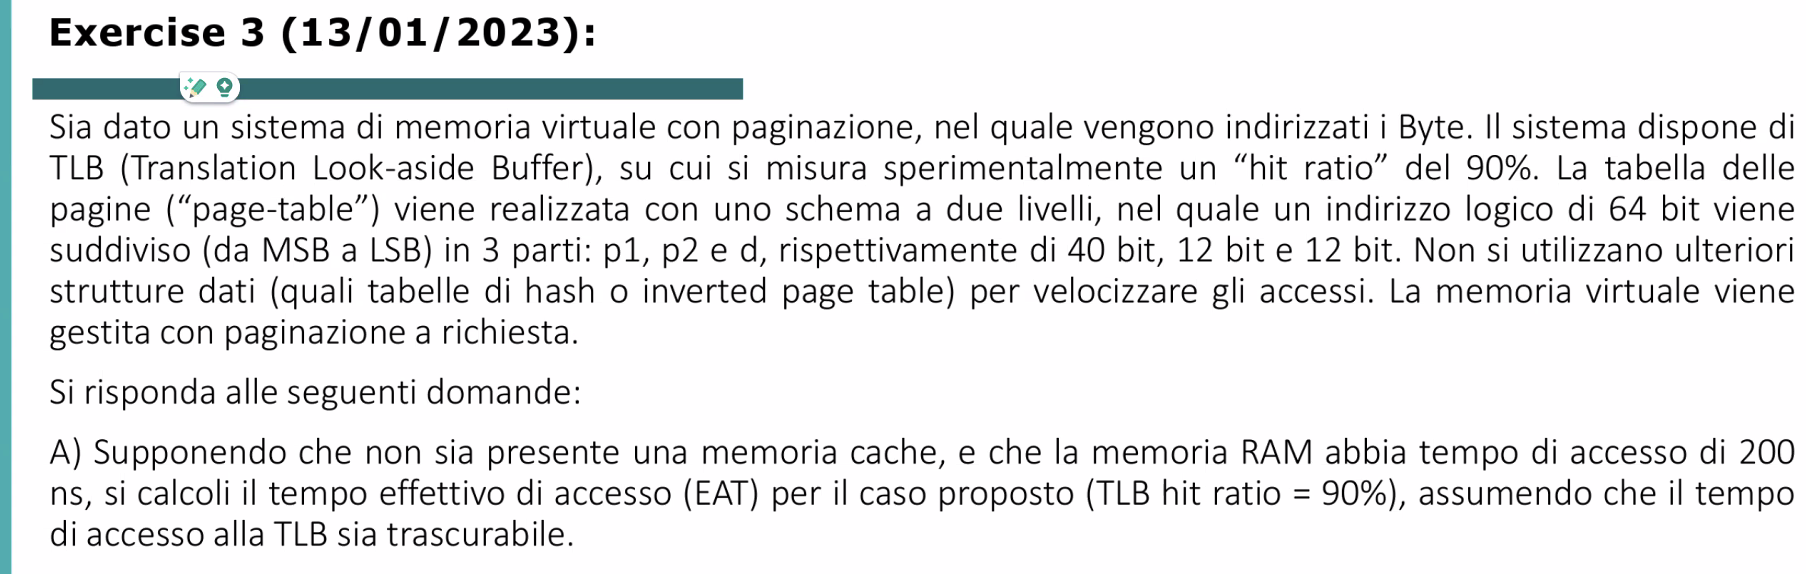 Exercise 3 (13/01/2023):
Sia dato un sistema di memoria virtuale con paginazione, nel quale vengono indirizzati i Byte. Il sistema dispone di
TLB (Translation Look-aside Buffer), su cui si misura sperimentalmente un “hit ratio” del 90%. La tabella delle
pagine (“page-table”) viene realizzata con uno schema a due livelli, nel quale un indirizzo logico di 64 bit viene
suddiviso (da MSB a LSB) in 3 parti: p1, p2 e d, rispettivamente di 40 bit, 12 bit e 12 bit. Non si utilizzano ulteriori
strutture dati (quali tabelle di hash o inverted page table) per velocizzare gli accessi. La memoria virtuale viene
gestita con paginazione a richiesta.
Si risponda alle seguenti domande:
A) Supponendo che non sia presente una memoria cache, e che la memoria RAM abbia tempo di accesso di 200
ns, si calcoli il tempo effettivo di accesso (EAT) per il caso proposto (TLB hit ratio = 90%), assumendo che il tempo
di accesso alla TLB sia trascurabile.